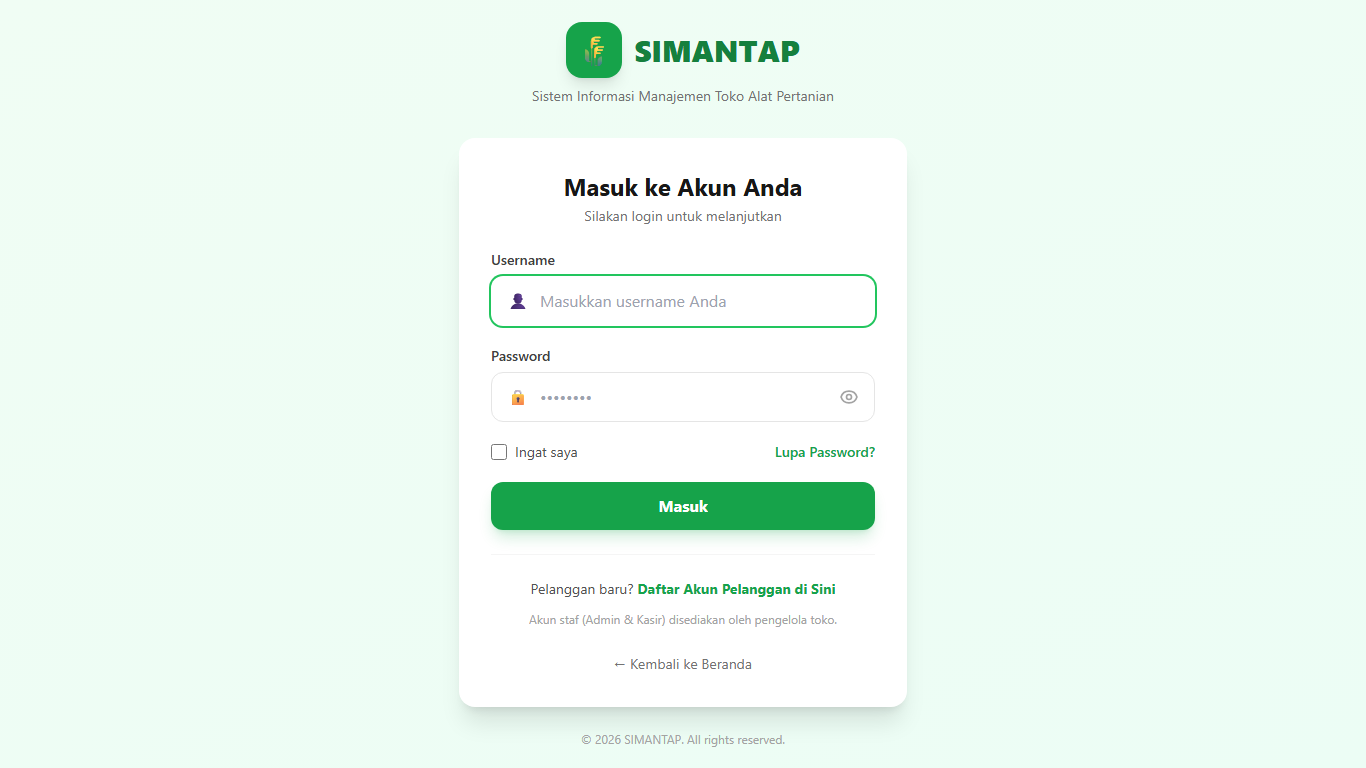 SIMANTAP
Sistem Informasi Manajemen Toko Alat Pertanian
Masuk ke Akun Anda
Silakan login untuk melanjutkan
Username
Masukkan username Anda
Password
••••••••
Ingat saya
Lupa Password?
Masuk
Pelanggan baru? Daftar Akun Pelanggan di Sini
Akun staf (Admin & Kasir) disediakan oleh pengelola toko.
← Kembali ke Beranda
© 2026 SIMANTAP. All rights reserved.